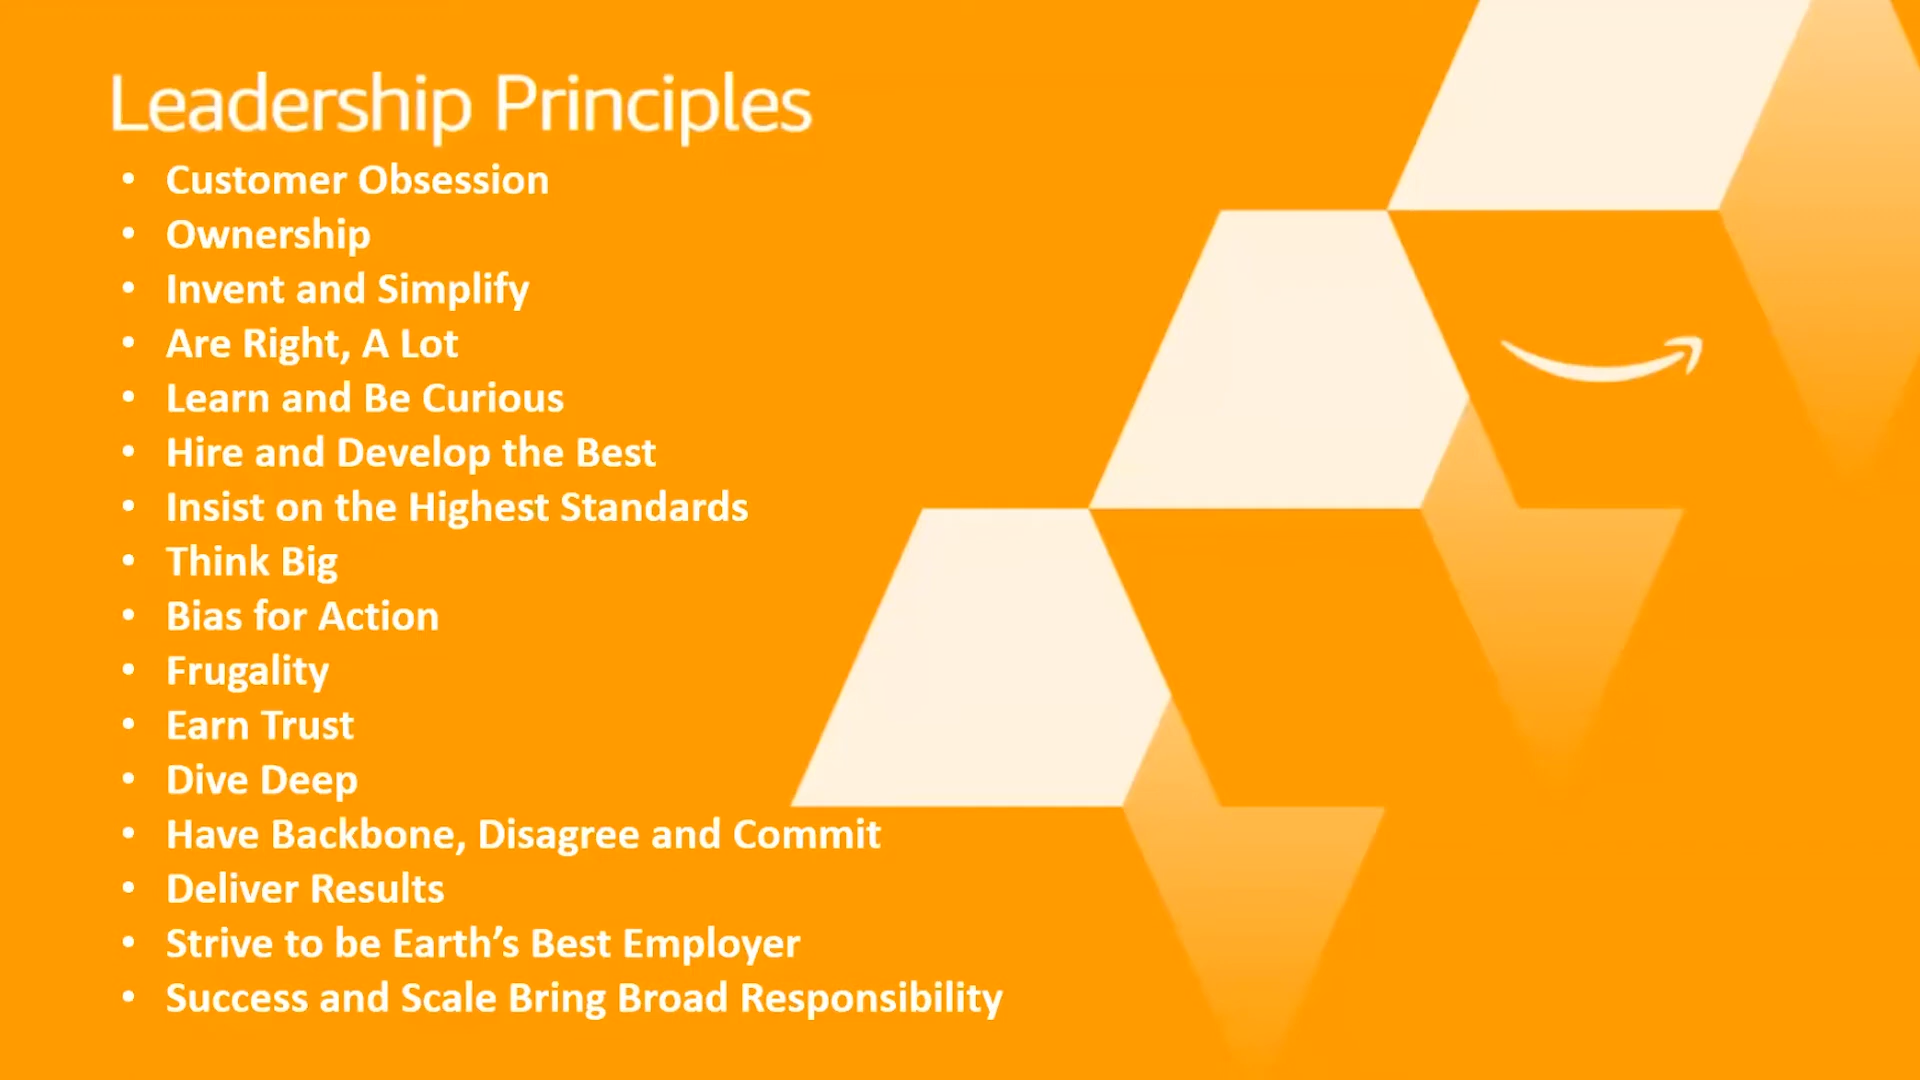 Leadership Principles
• Customer Obsession
• Ownership
• Invent and Simplify
• Are Right, A Lot
• Learn and Be Curious
• Hire and Develop the Best
• Insist on the Highest Standards
• Think Big
• Bias for Action
• Frugality
• Earn Trust
• Dive Deep
• Have Backbone, Disagree and Commit
• Deliver Results
• Strive to be Earth’s Best Employer
• Success and Scale Bring Broad Responsibility